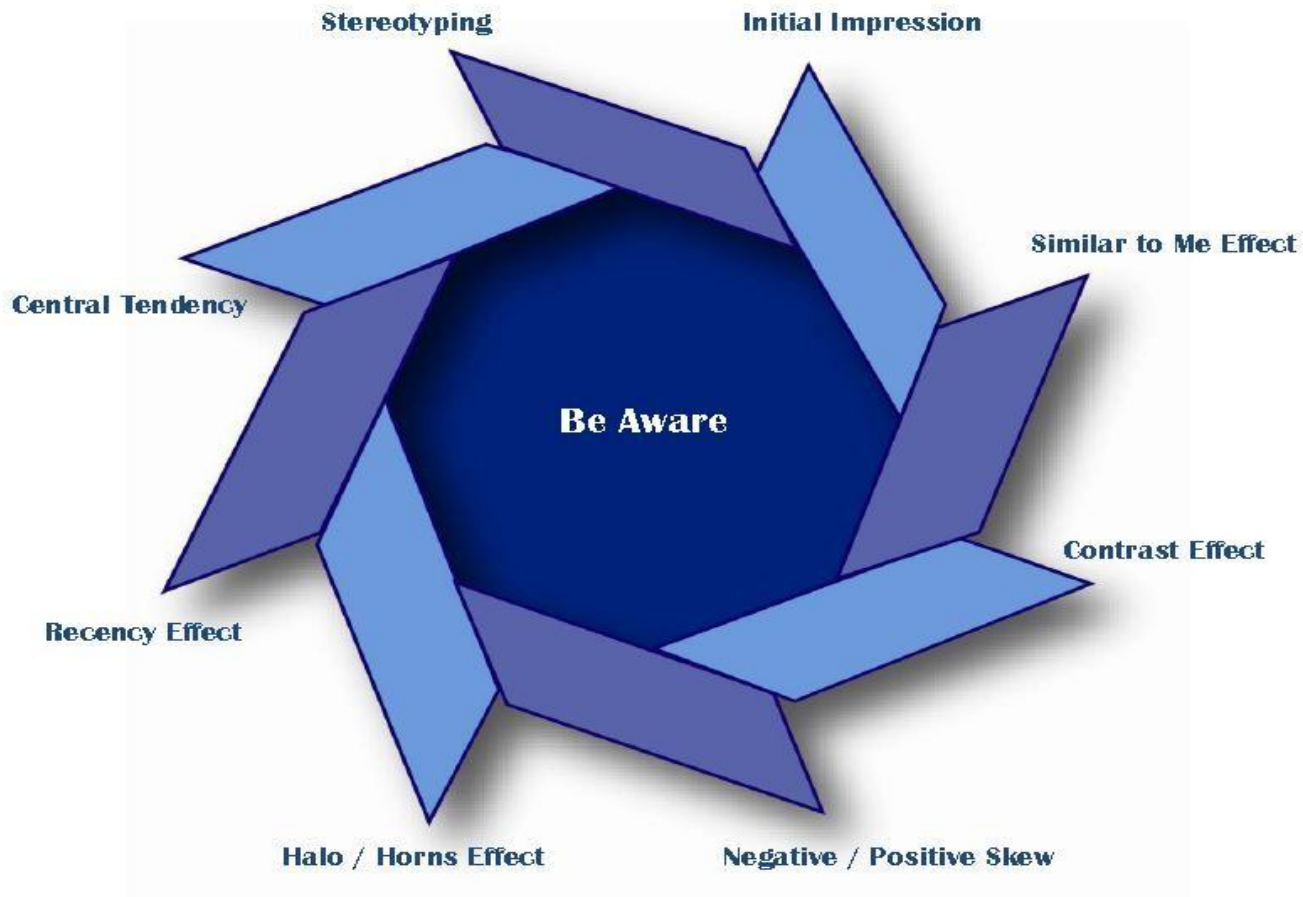 Stereotyping
Initial Impression
Similar to Me Effect
Central Tendency
Be Aware
Contrast Effect
Recency Effect
Halo / Horns Effect
Negative / Positive Skew